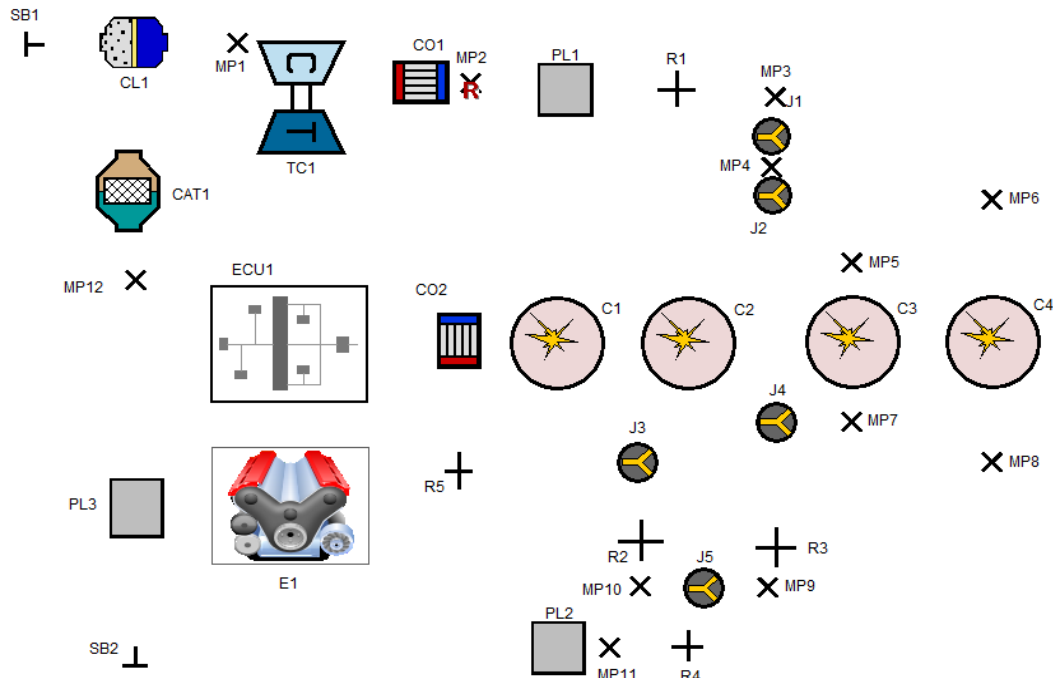 SB1
CL1
MP1
C
T
TC1
CO1
MP2
R
PL1
R1
MP3
J1
MP4
J2
CAT1
MP6
MP5
MP12
ECU1
CO2
C1
C2
C3
C4
J4
MP7
J3
MP8
R5
PL3
E1
R2
R3
J5
MP10
MP9
PL2
SB2
MP11
R4